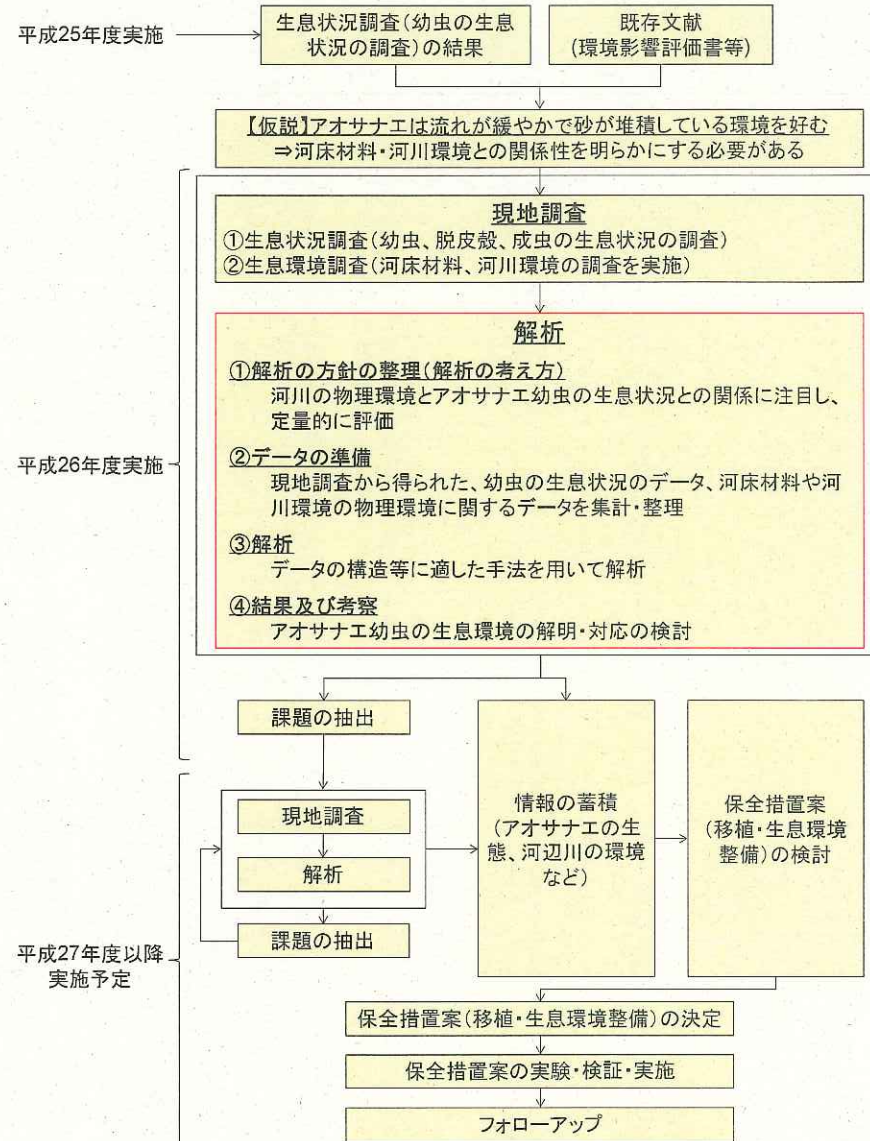 平成25年度実施
生息状況調査(幼虫の生息
状況の調査)の結果
既存文献
(環境影響評価書等)
【仮説】アオサナエは流れが緩やかで砂が堆積している環境を好む
⇒河床材料・河川環境との関係性を明らかにする必要がある
平成26年度実施
現地調査
①生息状況調査(幼虫、脱皮殻、成虫の生息状況の調査)
②生息環境調査(河床材料、河川環境の調査を実施)
解析
①解析の方針の整理(解析の考え方)
河川の物理環境とアオサナエ幼虫の生息状況との関係に注目し、
定量的に評価
②データの準備
現地調査から得られた、幼虫の生息状況のデータ、河床材料や河
川環境の物理環境に関するデータを集計・整理
③解析
データの構造等に適した手法を用いて解析
④結果及び考察
アオサナエ幼虫の生息環境の解明・対応の検討
課題の抽出
平成27年度以降
実施予定
現地調査
解析
課題の抽出
情報の蓄積
(アオサナエの生
態、河辺川の環境
など)
保全措置案
(移植・生息環境
整備)の検討
保全措置案(移植・生息環境整備)の決定
保全措置案の実験・検証・実施
フォローアップ